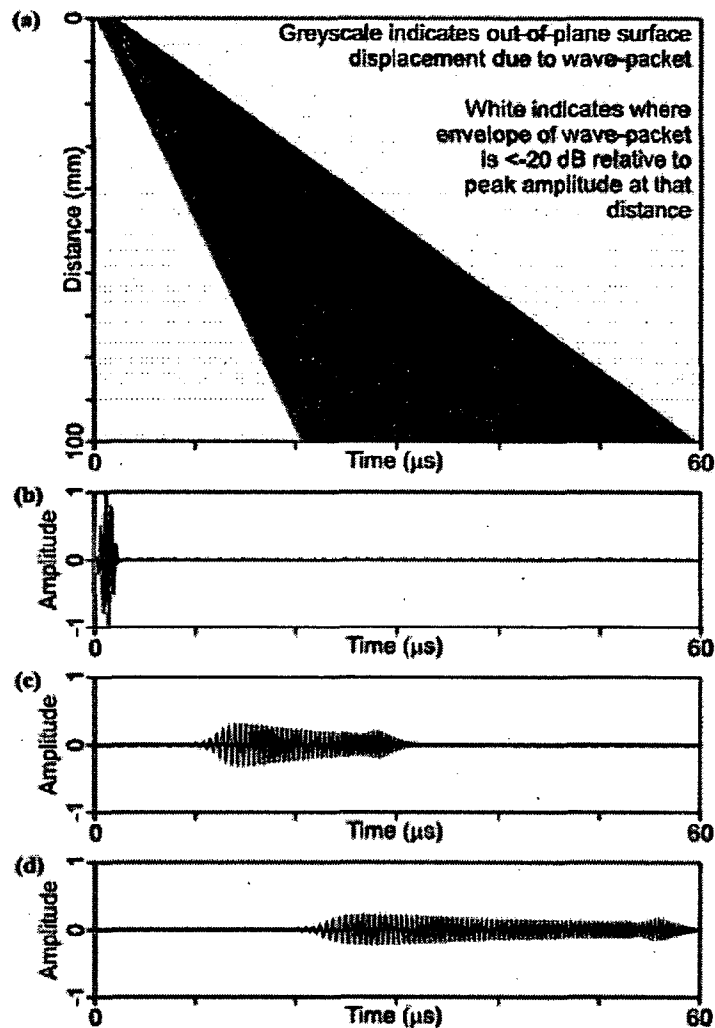 (a)
0
Greyscale indicates out-of-plane surface
displacement due to wave-packet
White indicates where
envelope of wave-packet
is <-20 dB relative to
peak amplitude at that
distance
Distance (mm)
100
0
Time (µs)
60
(b)
1
Amplitude
0
-1
0
Time (µs)
60
(c)
1
Amplitude
0
-1
0
Time (µs)
60
(d)
1
Amplitude
0
-1
0
Time (µs)
60